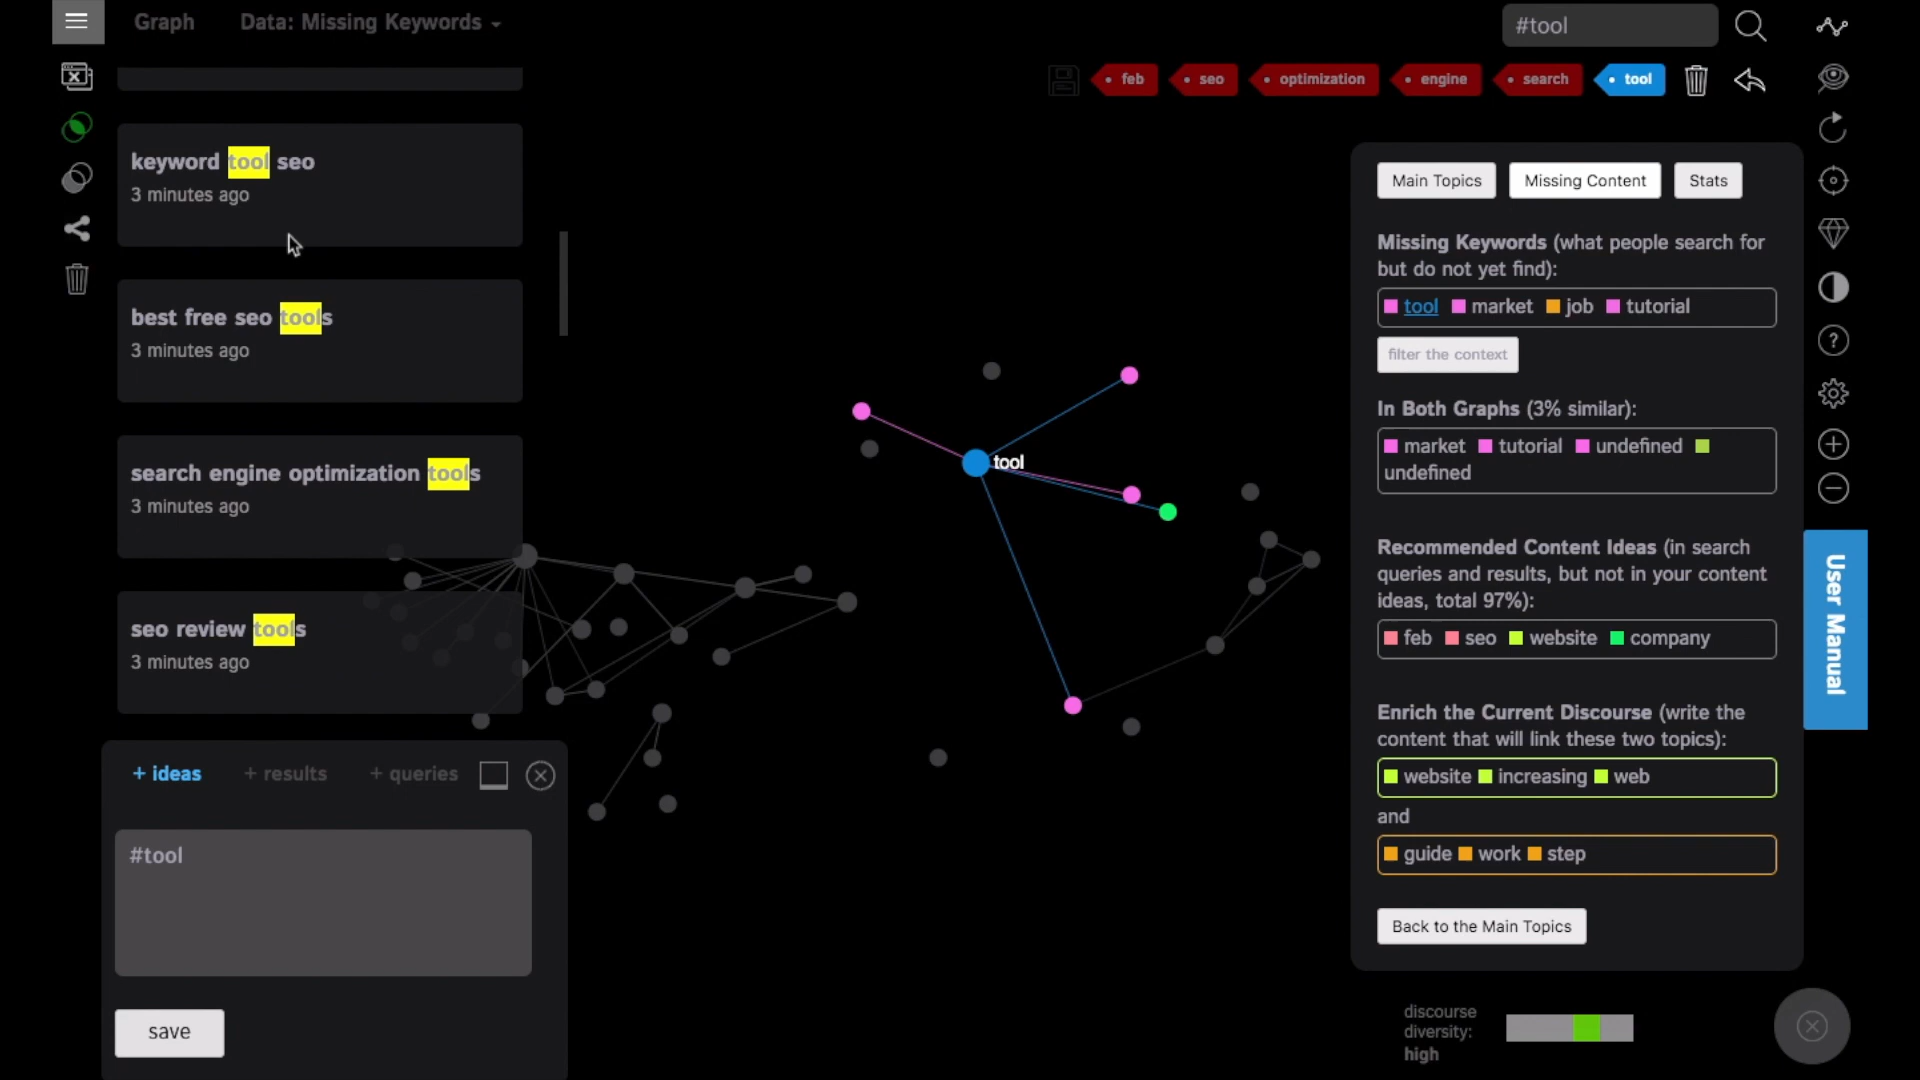 Graph
Data: Missing Keywords
#tool
feb
seo
optimization
engine
search
tool
keyword tool seo
3 minutes ago
best free seo tools
3 minutes ago
search engine optimization tools
3 minutes ago
seo review tools
3 minutes ago
+ ideas
+ results
+ queries
#tool
save
tool
Main Topics
Missing Content
Stats
Missing Keywords (what people search for
but do not yet find):
tool market job tutorial
filter the context
In Both Graphs (3% similar):
market tutorial undefined
undefined
Recommended Content Ideas (in search
queries and results, but not in your content
ideas, total 97%):
feb seo website company
Enrich the Current Discourse (write the
content that will link these two topics):
website increasing web
and
guide work step
Back to the Main Topics
User Manual
discourse
diversity:
high